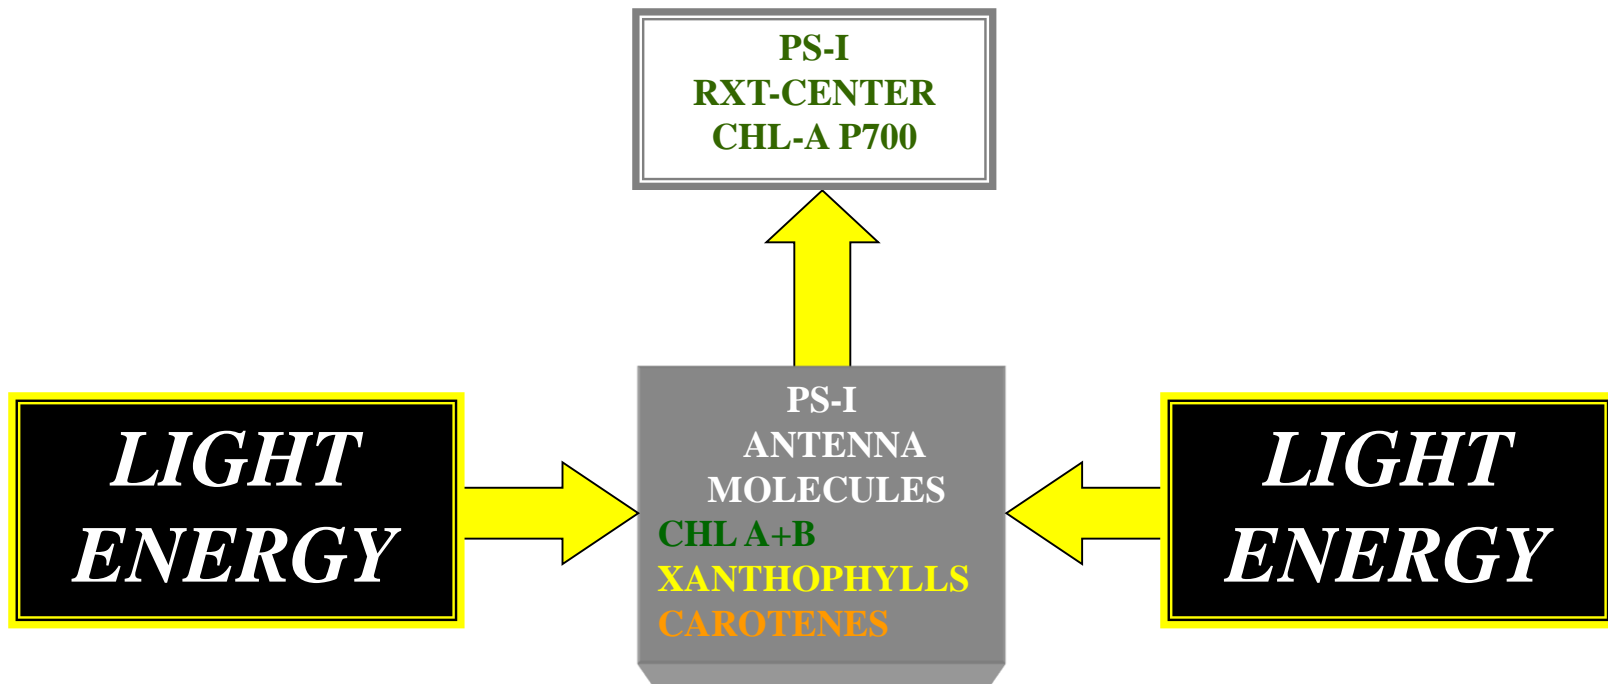 PS-I
RXT-CENTER
CHL-A P700
LIGHT
ENERGY
PS-I
ANTENNA
MOLECULES
CHL A+B
XANTHOPHYLLS
CAROTENES
LIGHT
ENERGY